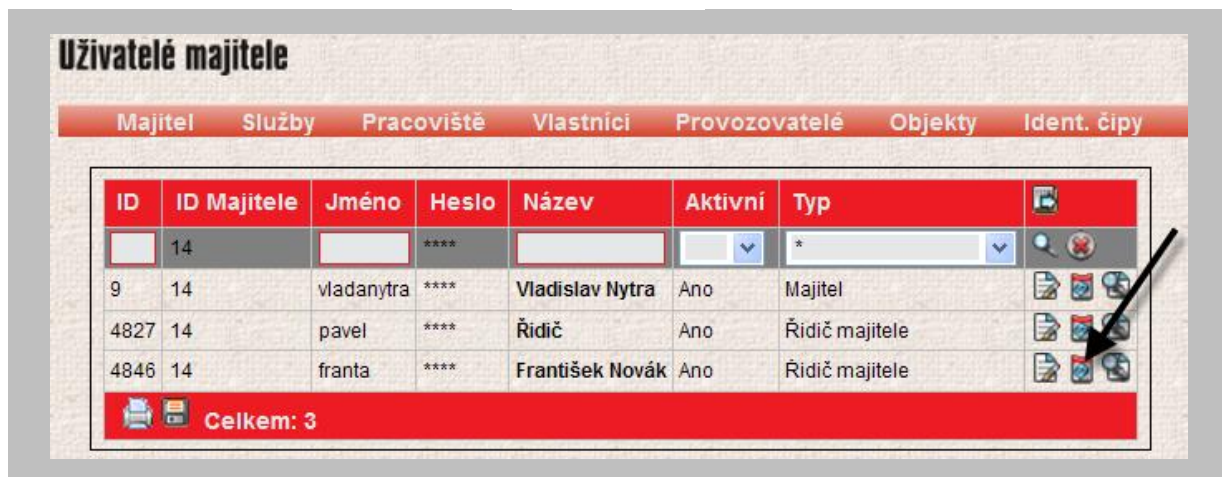 Uživatelé majitele
Majitel Služby Pracoviště Vlastníci Provozovatelé Objekty Ident. čipy
ID ID Majitele Jméno Heslo Název Aktivní Typ
14 **** *
9 14 vladanytra **** Vladislav Nytra Ano Majitel
4827 14 pavel **** Řidič Ano Řidič majitele
4846 14 franta **** František Novák Ano Řidič majitele
Celkem: 3